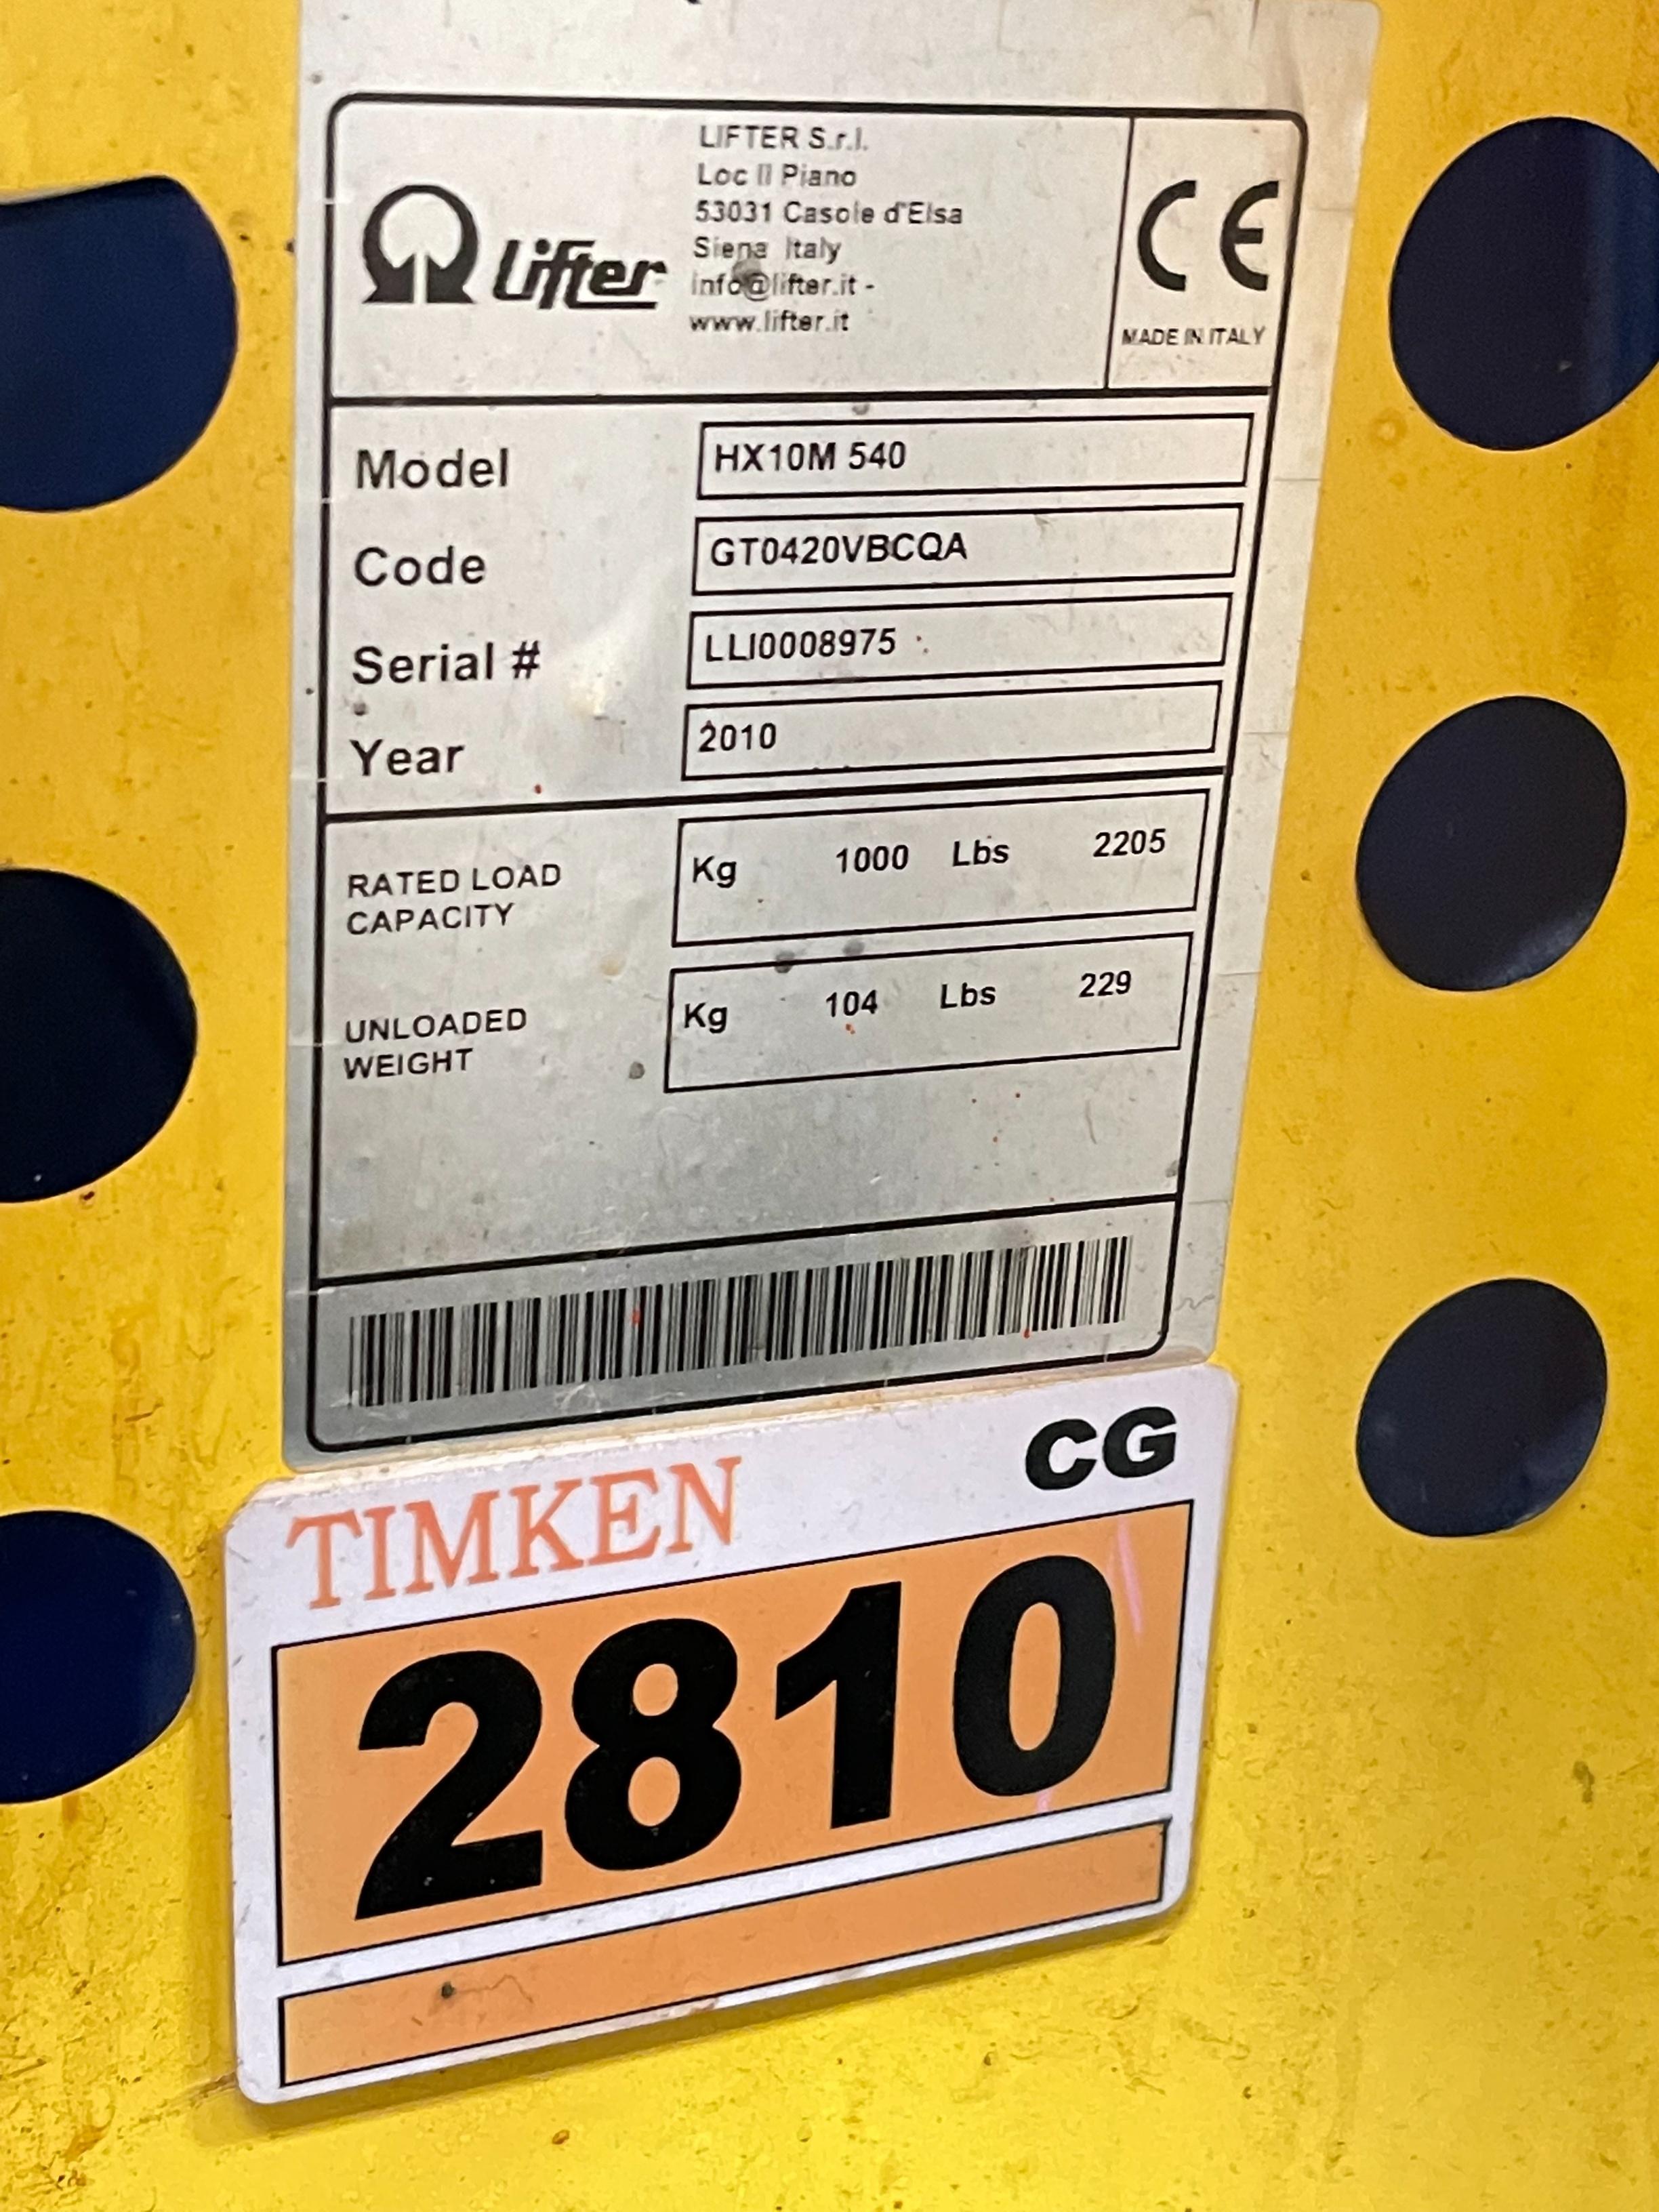 LIFTER S.r.l.
Loc Il Piano
53031 Casole d'Elsa
Siena Italy
info@lifter.it -
www.lifter.it
Lifter
CE
MADE IN ITALY
Model HX10M 540
Code GT0420VBCQA
Serial # LLI0008975
Year 2010
RATED LOAD CAPACITY Kg 1000 Lbs 2205
UNLOADED WEIGHT Kg 104 Lbs 229
TIMKEN CG
2810